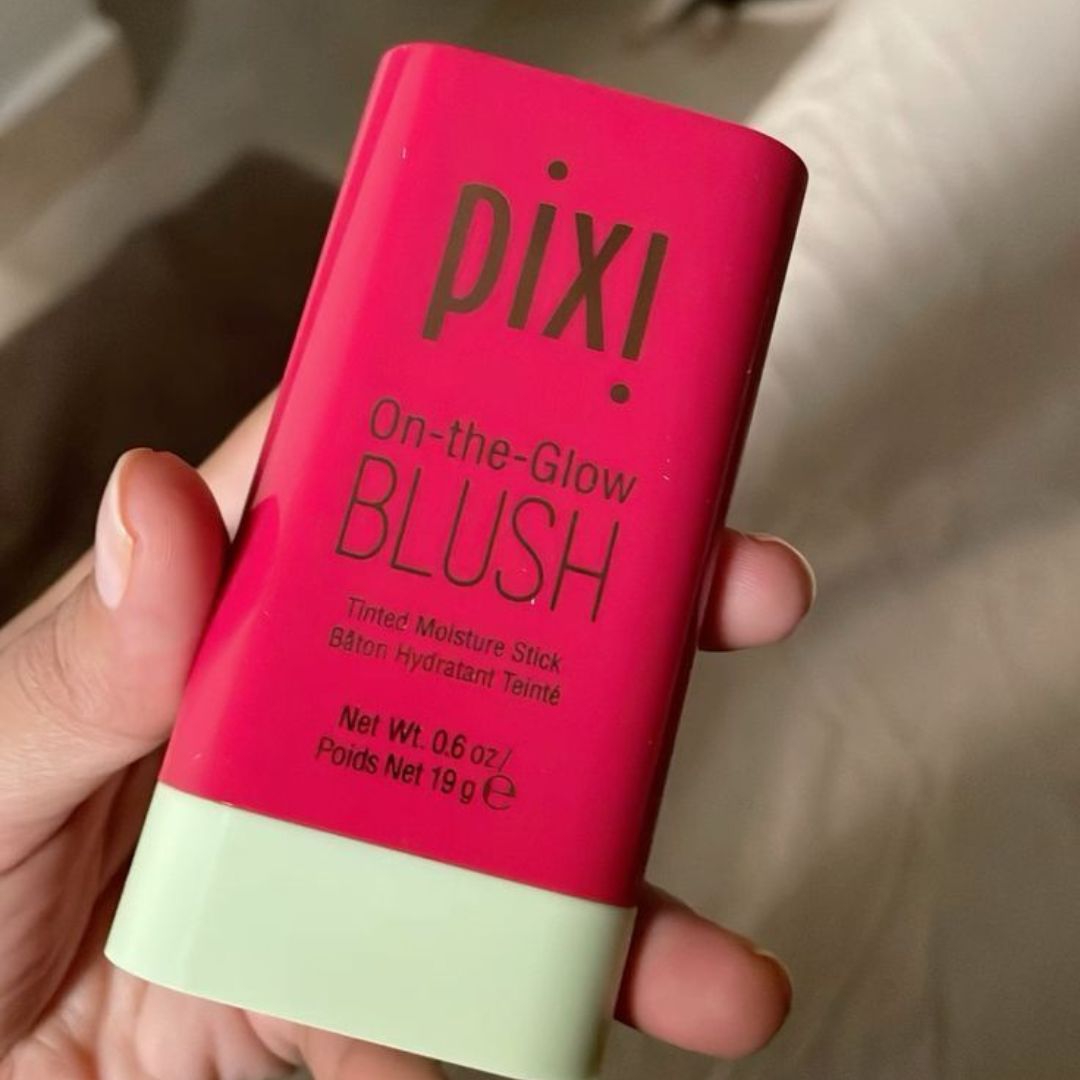 pixi
On-the-Glow
BLUSH
Tinted Moisture Stick
Bâton Hydratant Teinté
Net Wt. 0.6 oz/
Poids Net 19 g ℮